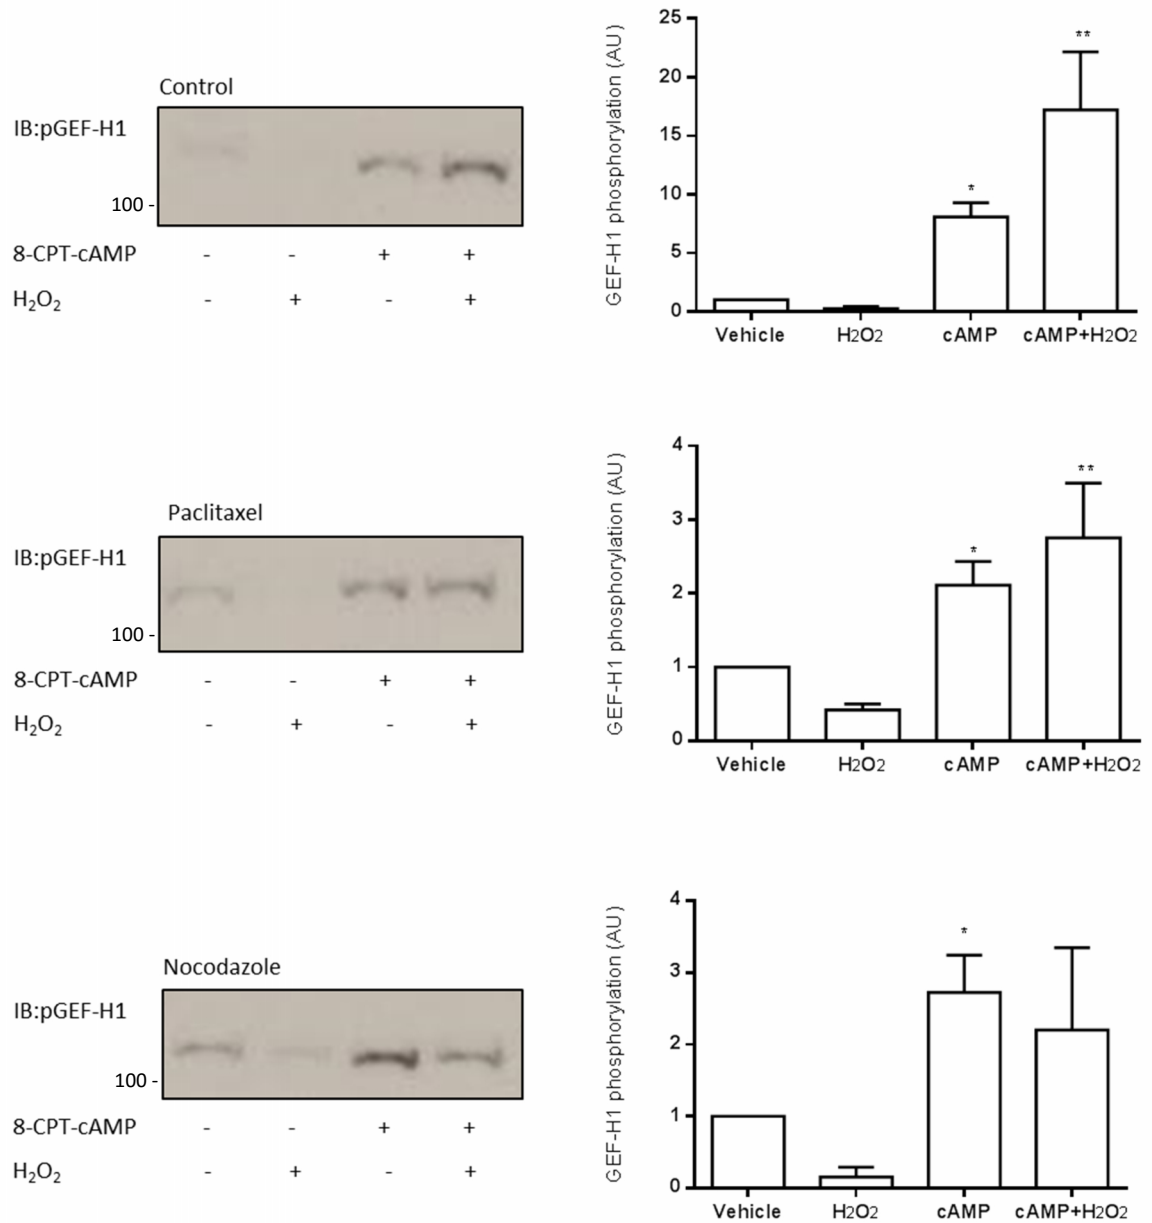 Control
IB:pGEF-H1
100 -
8-CPT-cAMP - - + +
H₂O₂ - + - +
GEF-H1 phosphorylation (AU)
25
20
15
10
5
0
*
**
Vehicle H2O2 cAMP cAMP+H2O2
Paclitaxel
IB:pGEF-H1
100 -
8-CPT-cAMP - - + +
H₂O₂ - + - +
GEF-H1 phosphorylation (AU)
4
3
2
1
0
*
**
Vehicle H2O2 cAMP cAMP+H2O2
Nocodazole
IB:pGEF-H1
100 -
8-CPT-cAMP - - + +
H₂O₂ - + - +
GEF-H1 phosphorylation (AU)
4
3
2
1
0
*
Vehicle H2O2 cAMP cAMP+H2O2